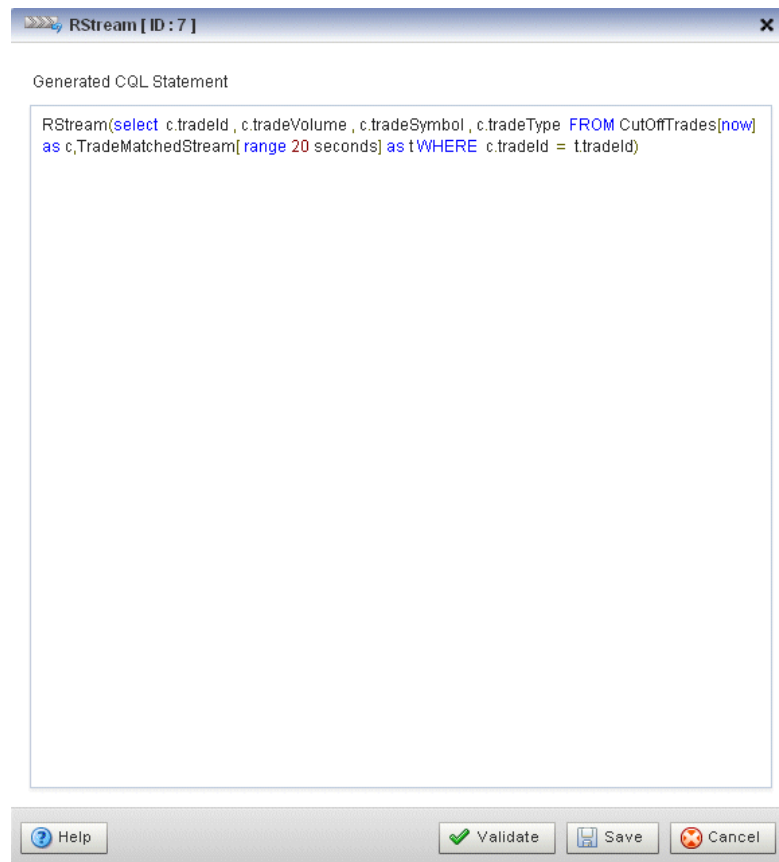 RStream [ ID : 7 ]
Generated CQL Statement
RStream(select c.tradeId , c.tradeVolume , c.tradeSymbol , c.tradeType FROM CutOffTrades[now]
as c,TradeMatchedStream[ range 20 seconds] as t WHERE c.tradeId = t.tradeId)
Help Validate Save Cancel